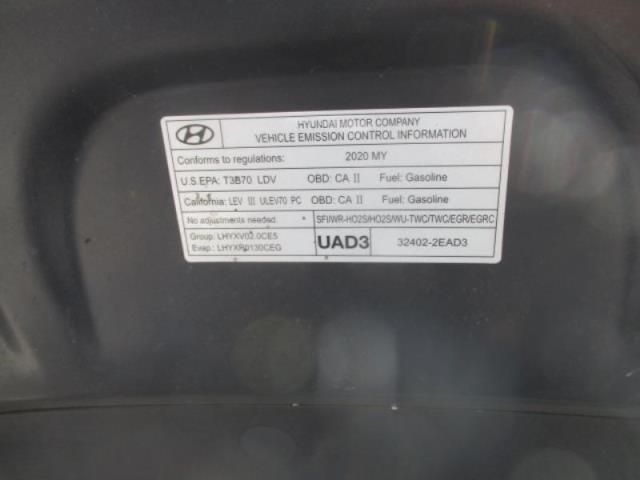 HYUNDAI MOTOR COMPANY
VEHICLE EMISSION CONTROL INFORMATION
Conforms to regulations: 2020 MY
U.S.EPA: T3B70 LDV OBD: CA II Fuel: Gasoline
California: LEV III ULEV70 PC OBD: CA II Fuel: Gasoline
No adjustments needed. SFI/WR-HO2S/HO2S/WU-TWC/TWC/EGR/EGRC
Group: LHYXV02.0CE5
Evap: LHYXR0130CEG
UAD3 32402-2EAD3